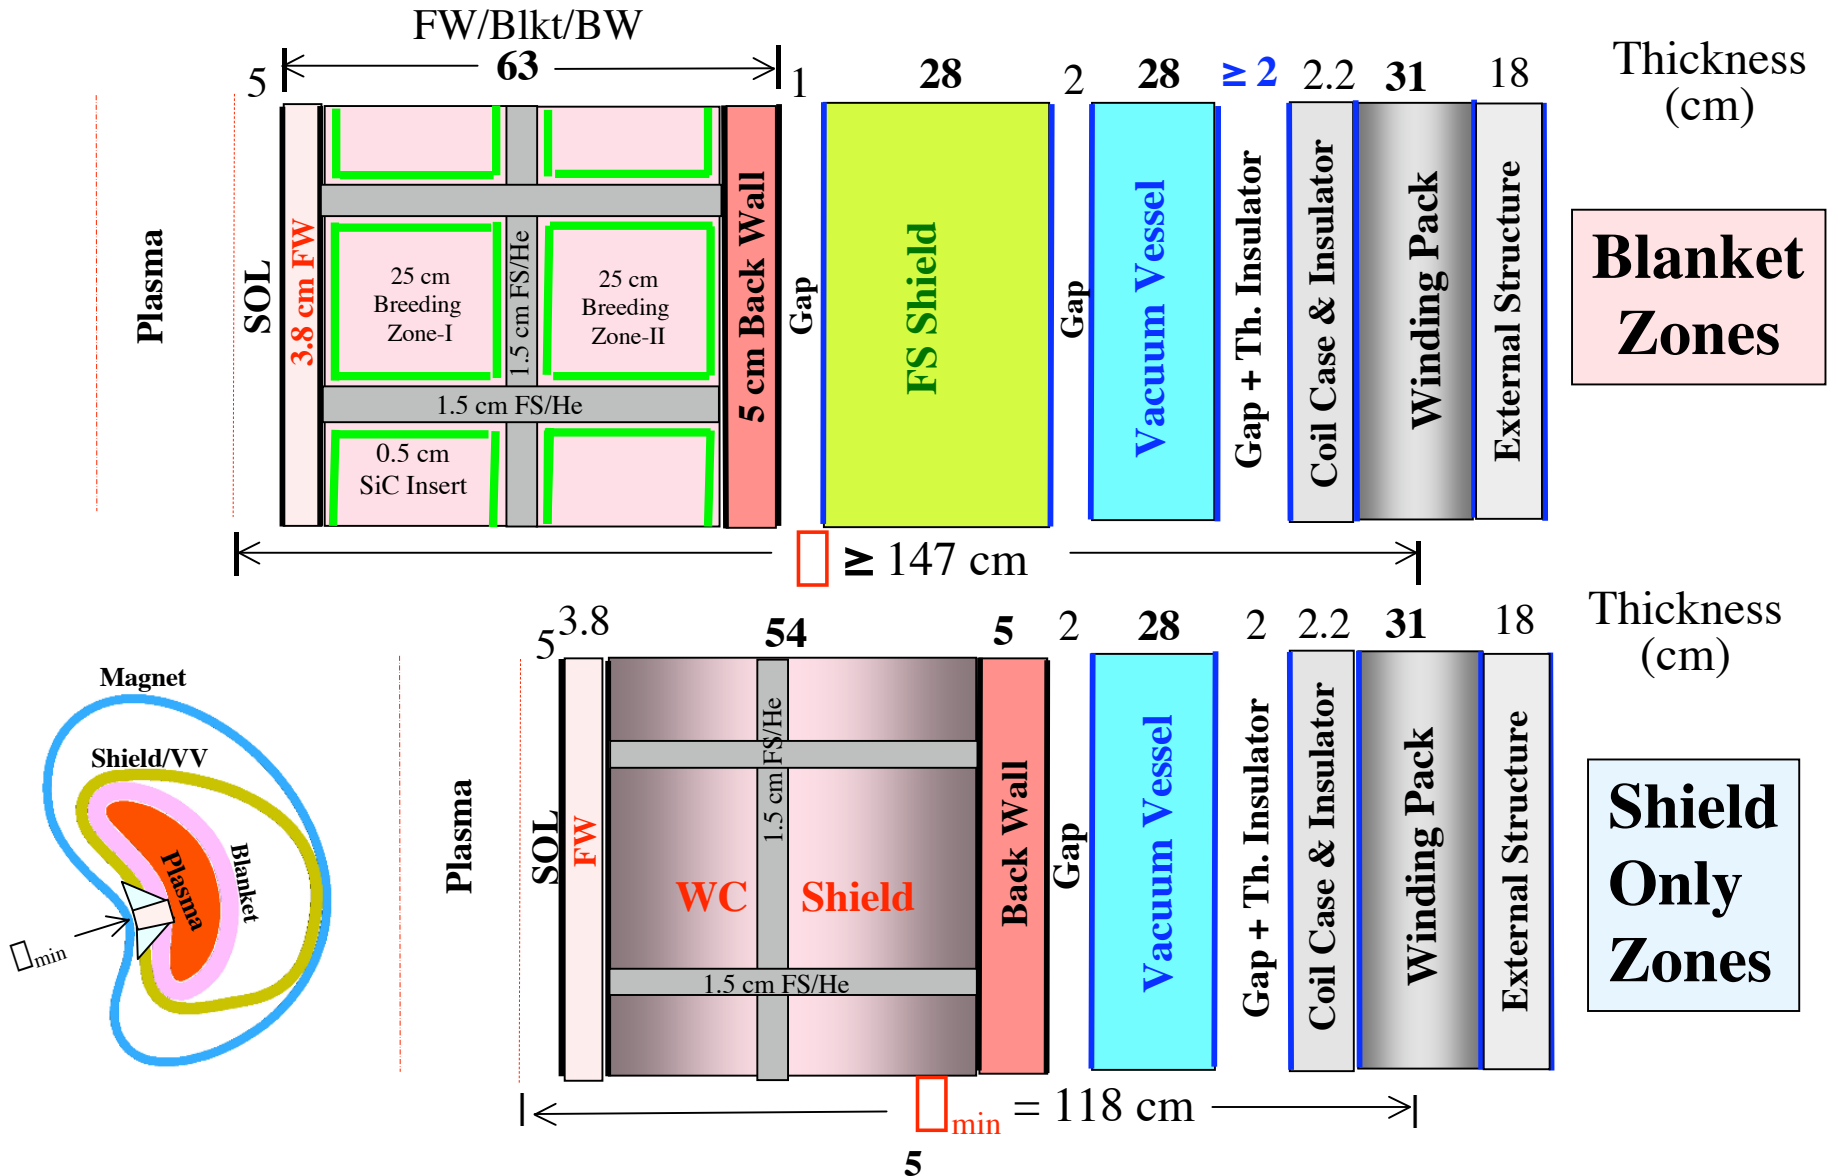 FW/Blkt/BW
5
63
1
28
2
28
≥ 2
2.2
31
18
Thickness
(cm)
Plasma
SOL
3.8 cm FW
25 cm
Breeding
Zone-I
1.5 cm FS/He
25 cm
Breeding
Zone-II
1.5 cm FS/He
0.5 cm
SiC Insert
5 cm Back Wall
Gap
FS Shield
Gap
Vacuum Vessel
Gap + Th. Insulator
Coil Case & Insulator
Winding Pack
External Structure
Blanket
Zones
≥ 147 cm
5
3.8
54
5
2
28
2
2.2
31
18
Thickness
(cm)
Magnet
Shield/VV
Blanket
Plasma
min
Plasma
SOL
FW
1.5 cm FS/He
WC
Shield
1.5 cm FS/He
Back Wall
Gap
Vacuum Vessel
Gap + Th. Insulator
Coil Case & Insulator
Winding Pack
External Structure
Shield
Only
Zones
min = 118 cm
5